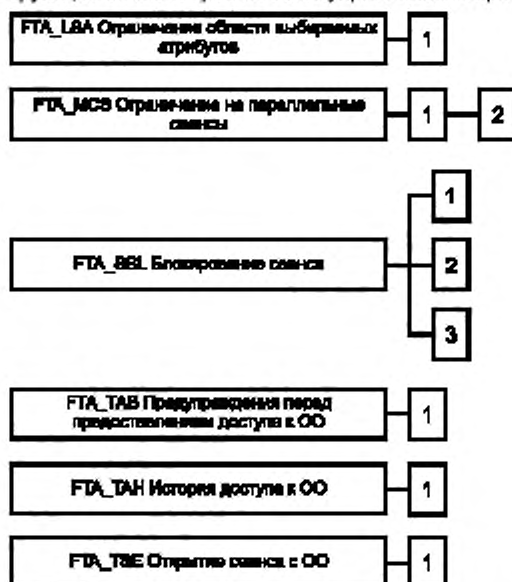 FTA_LSA Ограничение области выбираемых
атрибутов
1
FTA_MCS Ограничение на параллельные
сеансы
1
2
1
FTA_SSL Блокирование сеанса
2
3
FTA_TAB Предупреждения перед
предоставлением доступа к ОО
1
FTA_TAH История доступа к ОО
1
FTA_TSE Открытие сеанса с ОО
1